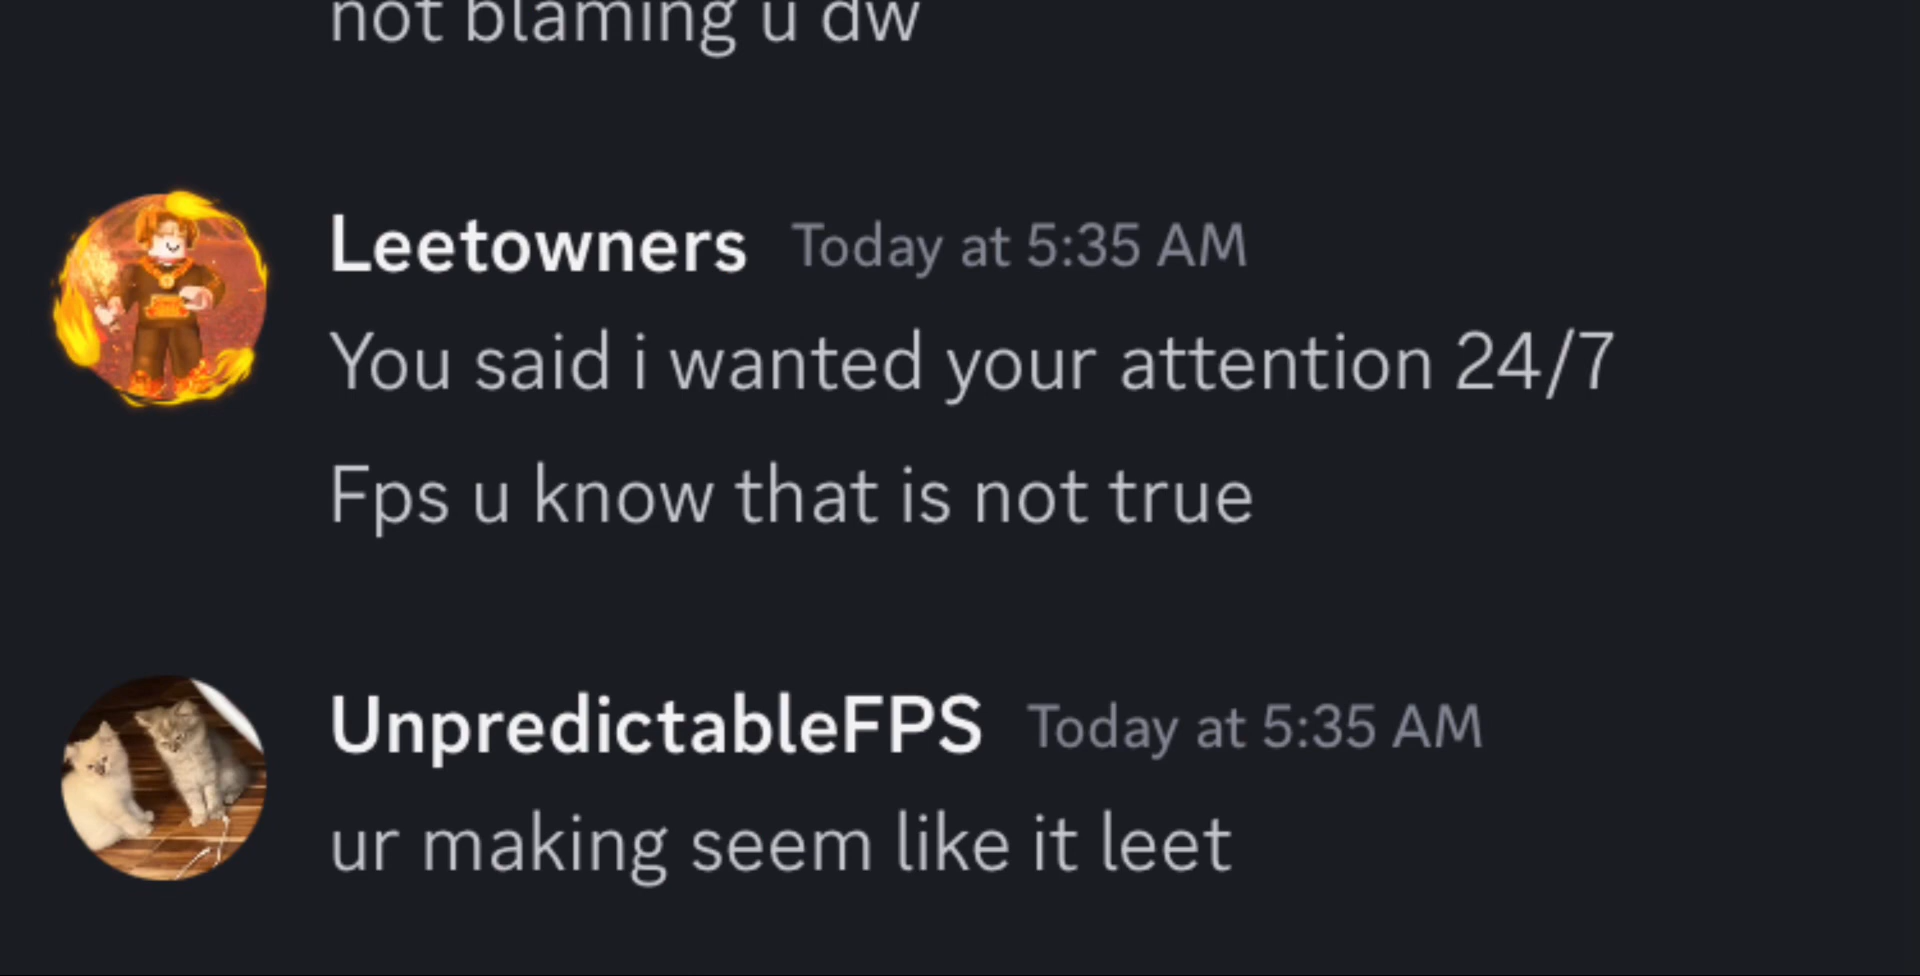 not blaming u dw
Leetowners Today at 5:35 AM
You said i wanted your attention 24/7
Fps u know that is not true
UnpredictableFPS Today at 5:35 AM
ur making seem like it leet